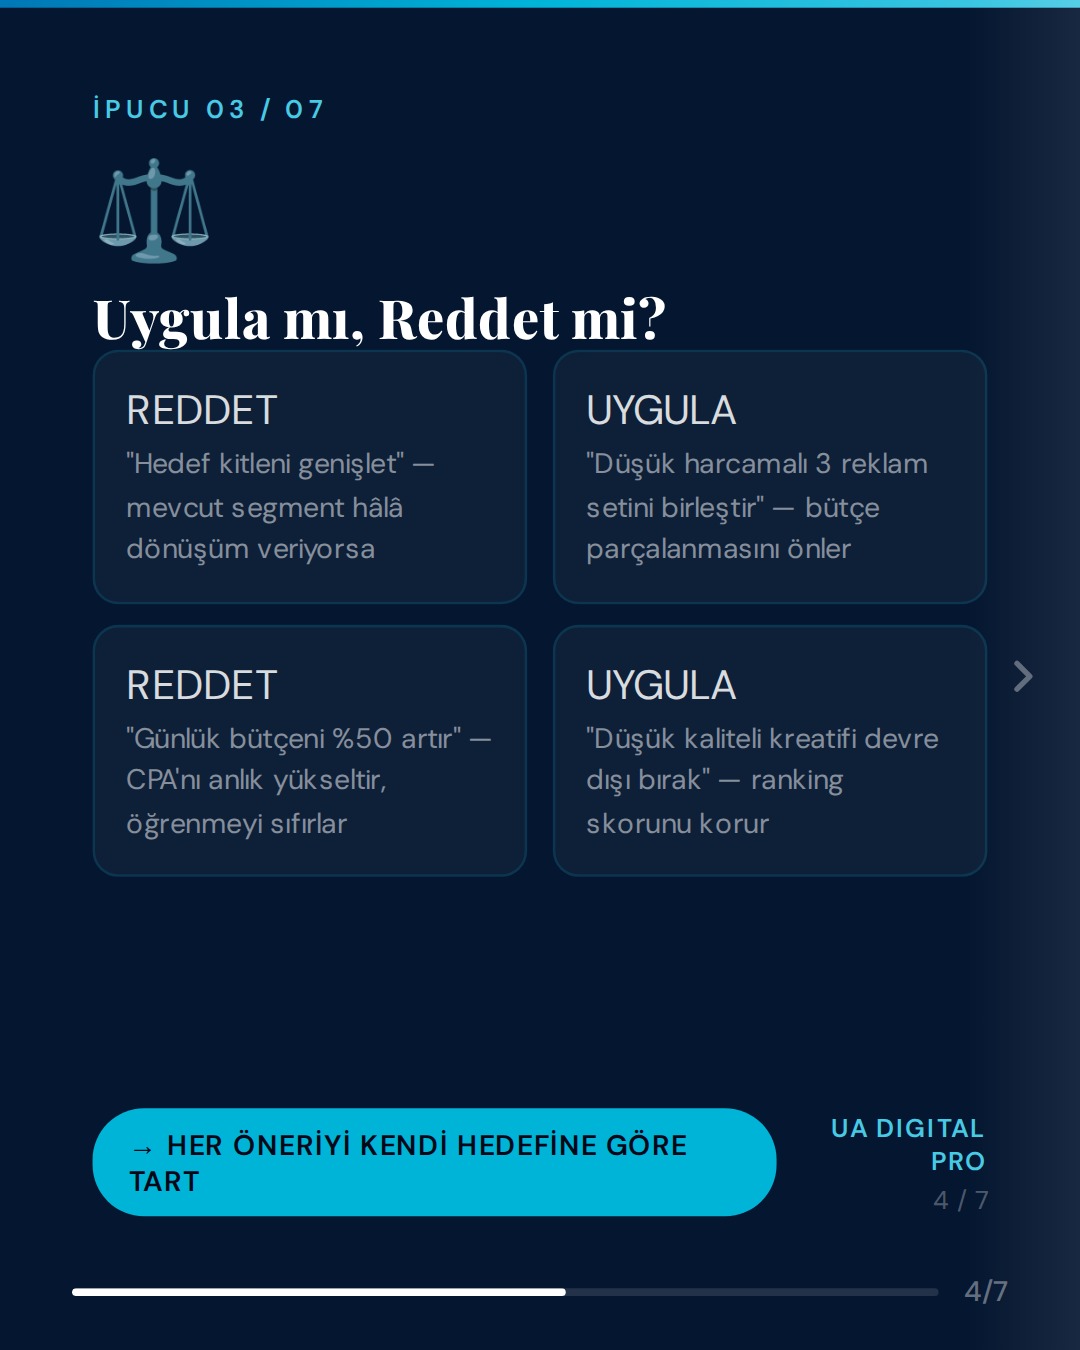 İPUCU 03 / 07
Uygula mı, Reddet mi?
REDDET
"Hedef kitleni genişlet" —
mevcut segment hâlâ
dönüşüm veriyorsa
UYGULA
"Düşük harcamalı 3 reklam
setini birleştir" — bütçe
parçalanmasını önler
REDDET
"Günlük bütçeni %50 artır" —
CPA'nı anlık yükseltir,
öğrenmeyi sıfırlar
UYGULA
"Düşük kaliteli kreatifi devre
dışı bırak" — ranking
skorunu korur
→ HER ÖNERİYİ KENDİ HEDEFİNE GÖRE
TART
UA DIGITAL
PRO
4 / 7
4/7